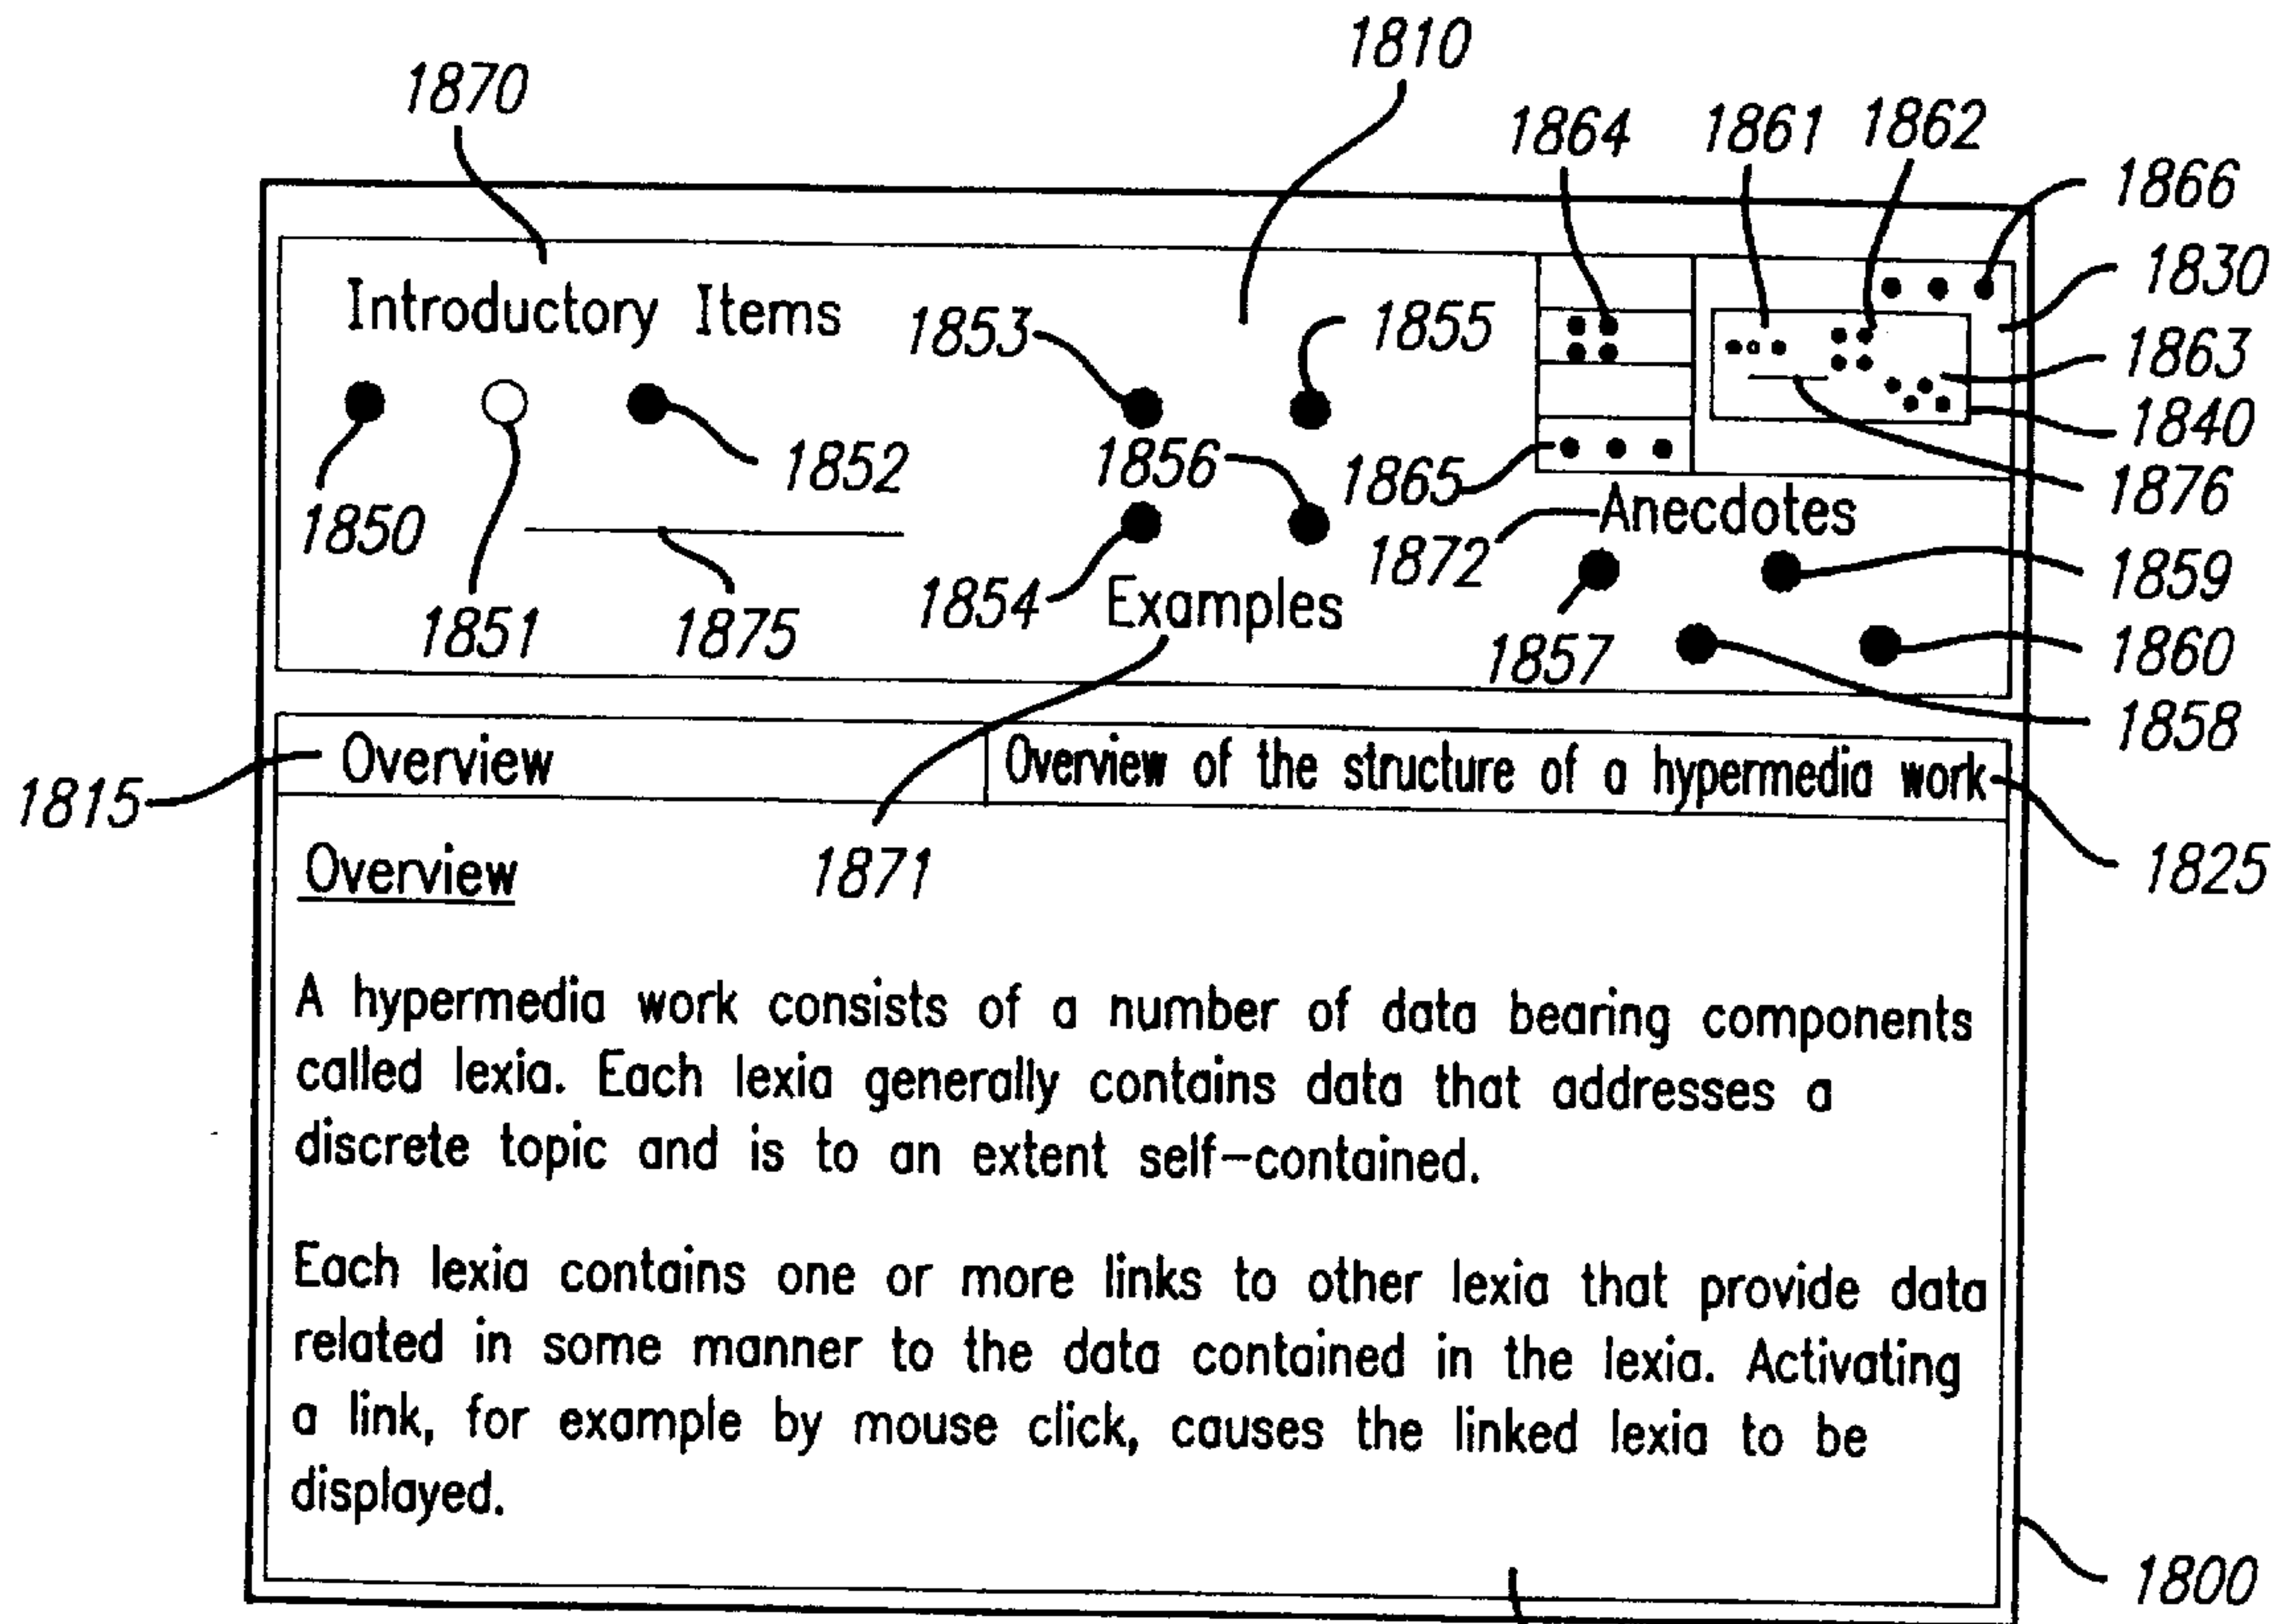 1810
1870
1864 1861 1862
1866
1830
Introductory Items
1853 1855
1863
1840
1852 1856 1865
1876
1850
1872 Anecdotes
1859
1851 1875 1854 Examples
1857 1860
1858
1815 Overview Overview of the structure of a hypermedia work
1871 1825
Overview
A hypermedia work consists of a number of data bearing components
called lexia. Each lexia generally contains data that addresses a
discrete topic and is to an extent self-contained.
Each lexia contains one or more links to other lexia that provide data
related in some manner to the data contained in the lexia. Activating
a link, for example by mouse click, causes the linked lexia to be
displayed.
1800